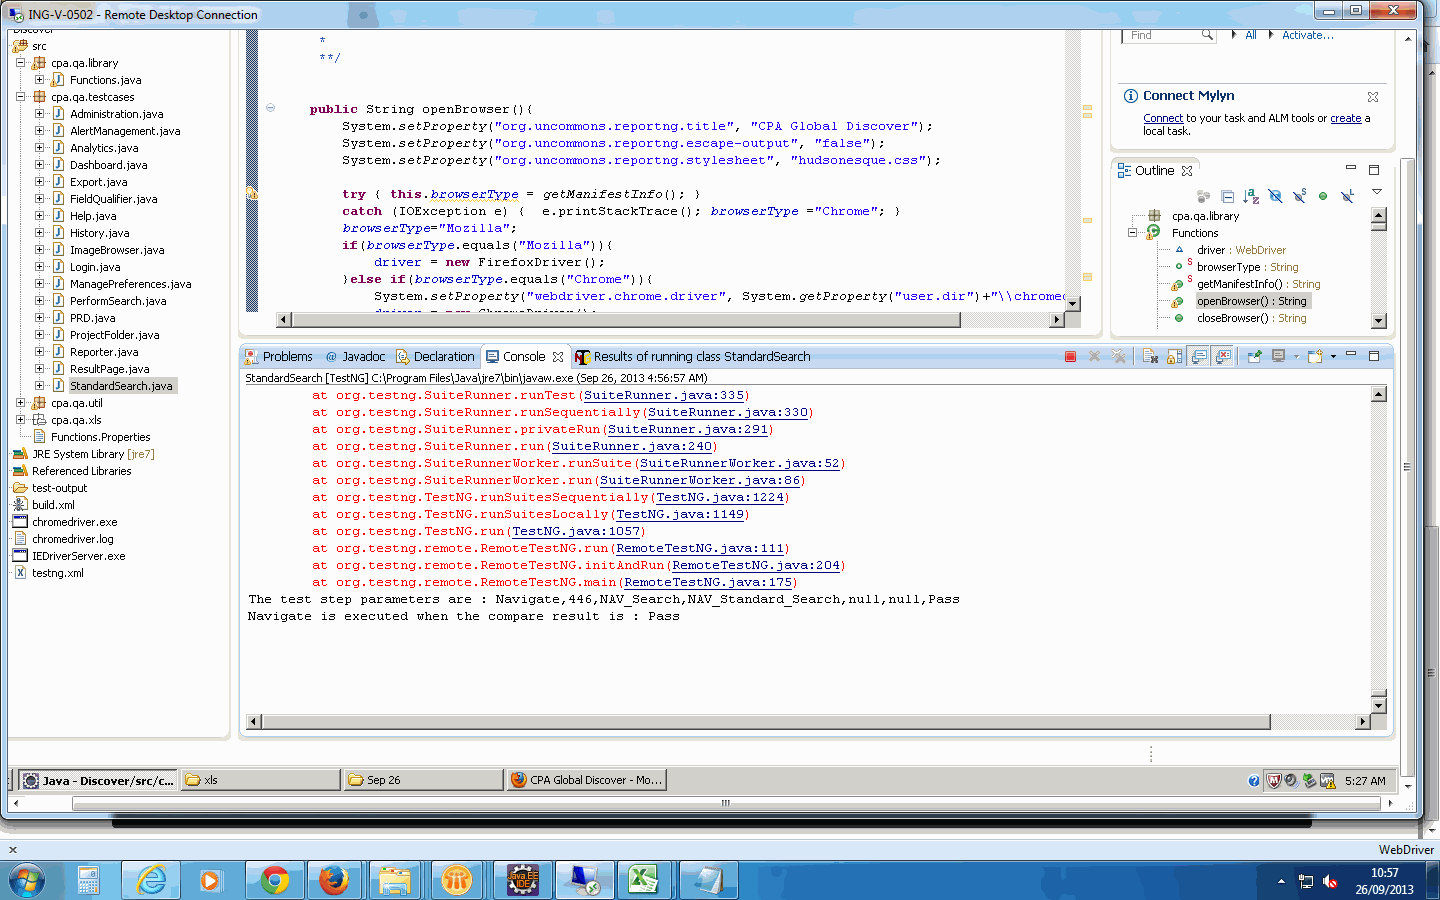 ING-V-0502 - Remote Desktop Connection
Discover
src
cpa.qa.library
Functions.java
cpa.qa.testcases
Administration.java
AlertManagement.java
Analytics.java
Dashboard.java
Export.java
FieldQualifier.java
Help.java
History.java
ImageBrowser.java
Login.java
ManagePreferences.java
PerformSearch.java
PRD.java
ProjectFolder.java
Reporter.java
ResultPage.java
StandardSearch.java
cpa.qa.util
cpa.qa.xls
Functions.Properties
JRE System Library [jre7]
Referenced Libraries
test-output
build.xml
chromedriver.exe
chromedriver.log
IEDriverServer.exe
testng.xml
*
**/
public String openBrowser(){
System.setProperty("org.uncommons.reportng.title", "CPA Global Discover");
System.setProperty("org.uncommons.reportng.escape-output", "false");
System.setProperty("org.uncommons.reportng.stylesheet", "hudsonesque.css");
try { this.browserType = getManifestInfo(); }
catch (IOException e) {  e.printStackTrace(); browserType ="Chrome"; }
browserType="Mozilla";
if(browserType.equals("Mozilla")){
driver = new FirefoxDriver();
}else if(browserType.equals("Chrome")){
System.setProperty("webdriver.chrome.driver", System.getProperty("user.dir")+"\\chrome
Find
All
Activate...
Connect Mylyn
Connect to your task and ALM tools or create a
local task.
Outline
cpa.qa.library
Functions
driver : WebDriver
browserType : String
getManifestInfo() : String
openBrowser() : String
closeBrowser() : String
Problems @ Javadoc Declaration Console Results of running class StandardSearch
StandardSearch [TestNG] C:\Program Files\Java\jre7\bin\javaw.exe (Sep 26, 2013 4:56:57 AM)
at org.testng.SuiteRunner.runTest(SuiteRunner.java:335)
at org.testng.SuiteRunner.runSequentially(SuiteRunner.java:330)
at org.testng.SuiteRunner.privateRun(SuiteRunner.java:291)
at org.testng.SuiteRunner.run(SuiteRunner.java:240)
at org.testng.SuiteRunnerWorker.runSuite(SuiteRunnerWorker.java:52)
at org.testng.SuiteRunnerWorker.run(SuiteRunnerWorker.java:86)
at org.testng.TestNG.runSuitesSequentially(TestNG.java:1224)
at org.testng.TestNG.runSuitesLocally(TestNG.java:1149)
at org.testng.TestNG.run(TestNG.java:1057)
at org.testng.remote.RemoteTestNG.run(RemoteTestNG.java:111)
at org.testng.remote.RemoteTestNG.initAndRun(RemoteTestNG.java:204)
at org.testng.remote.RemoteTestNG.main(RemoteTestNG.java:175)
The test step parameters are : Navigate,446,NAV_Search,NAV_Standard_Search,null,null,Pass
Navigate is executed when the compare result is : Pass
Java - Discover/src/c...
xls
Sep 26
CPA Global Discover - Mo...
5:27 AM
WebDriver
Java EE
IDE
10:57
26/09/2013